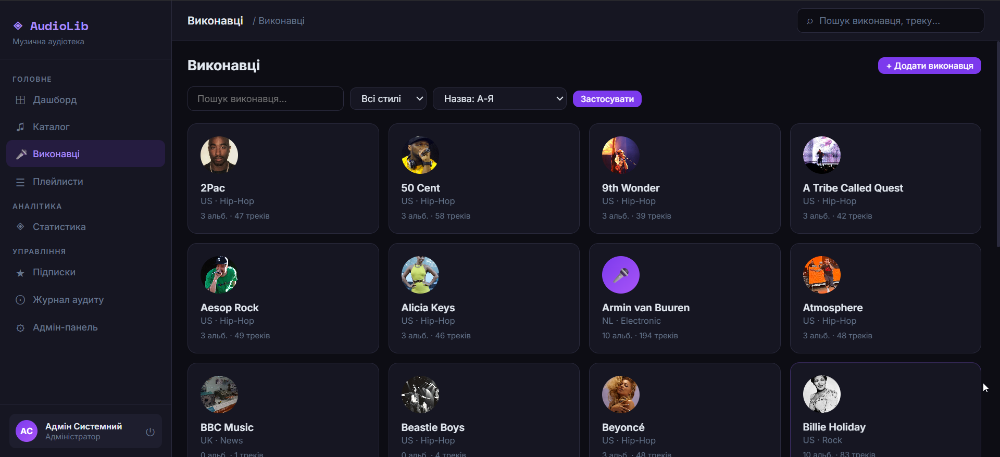 AudioLib
Музична аудіотека
ГОЛОВНЕ
Дашборд
Каталог
Виконавці
Плейлисти
АНАЛІТИКА
Статистика
УПРАВЛІННЯ
Підписки
Журнал аудиту
Адмін-панель
АС
Адмін Системний
Адміністратор
Виконавці / Виконавці
Пошук виконавця, треку...
Виконавці
+ Додати виконавця
Пошук виконавця...
Всі стилі
Назва: А-Я
Застосувати
2Pac
US · Hip-Hop
3 альб. · 47 треків
50 Cent
US · Hip-Hop
3 альб. · 58 треків
9th Wonder
US · Hip-Hop
3 альб. · 39 треків
A Tribe Called Quest
US · Hip-Hop
3 альб. · 42 треків
Aesop Rock
US · Hip-Hop
3 альб. · 49 треків
Alicia Keys
US · Hip-Hop
3 альб. · 46 треків
Armin van Buuren
NL · Electronic
10 альб. · 194 треків
Atmosphere
US · Hip-Hop
3 альб. · 48 треків
BBC Music
UK · News
0 альб. · 1 треків
Beastie Boys
US · Hip-Hop
0 альб. · 4 треків
Beyoncé
US · Hip-Hop
3 альб. · 48 треків
Billie Holiday
US · Rock
10 альб. · 83 треків